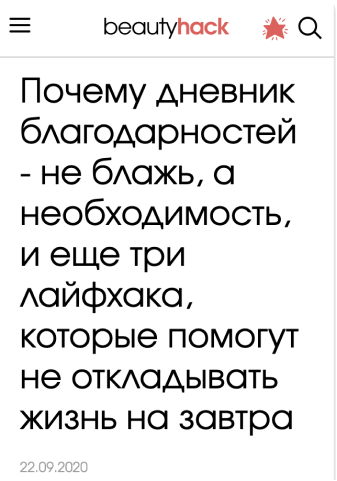 beautyhack
Почему дневник
благодарностей
- не блажь, а
необходимость,
и еще три
лайфхака,
которые помогут
не откладывать
жизнь на завтра
22.09.2020